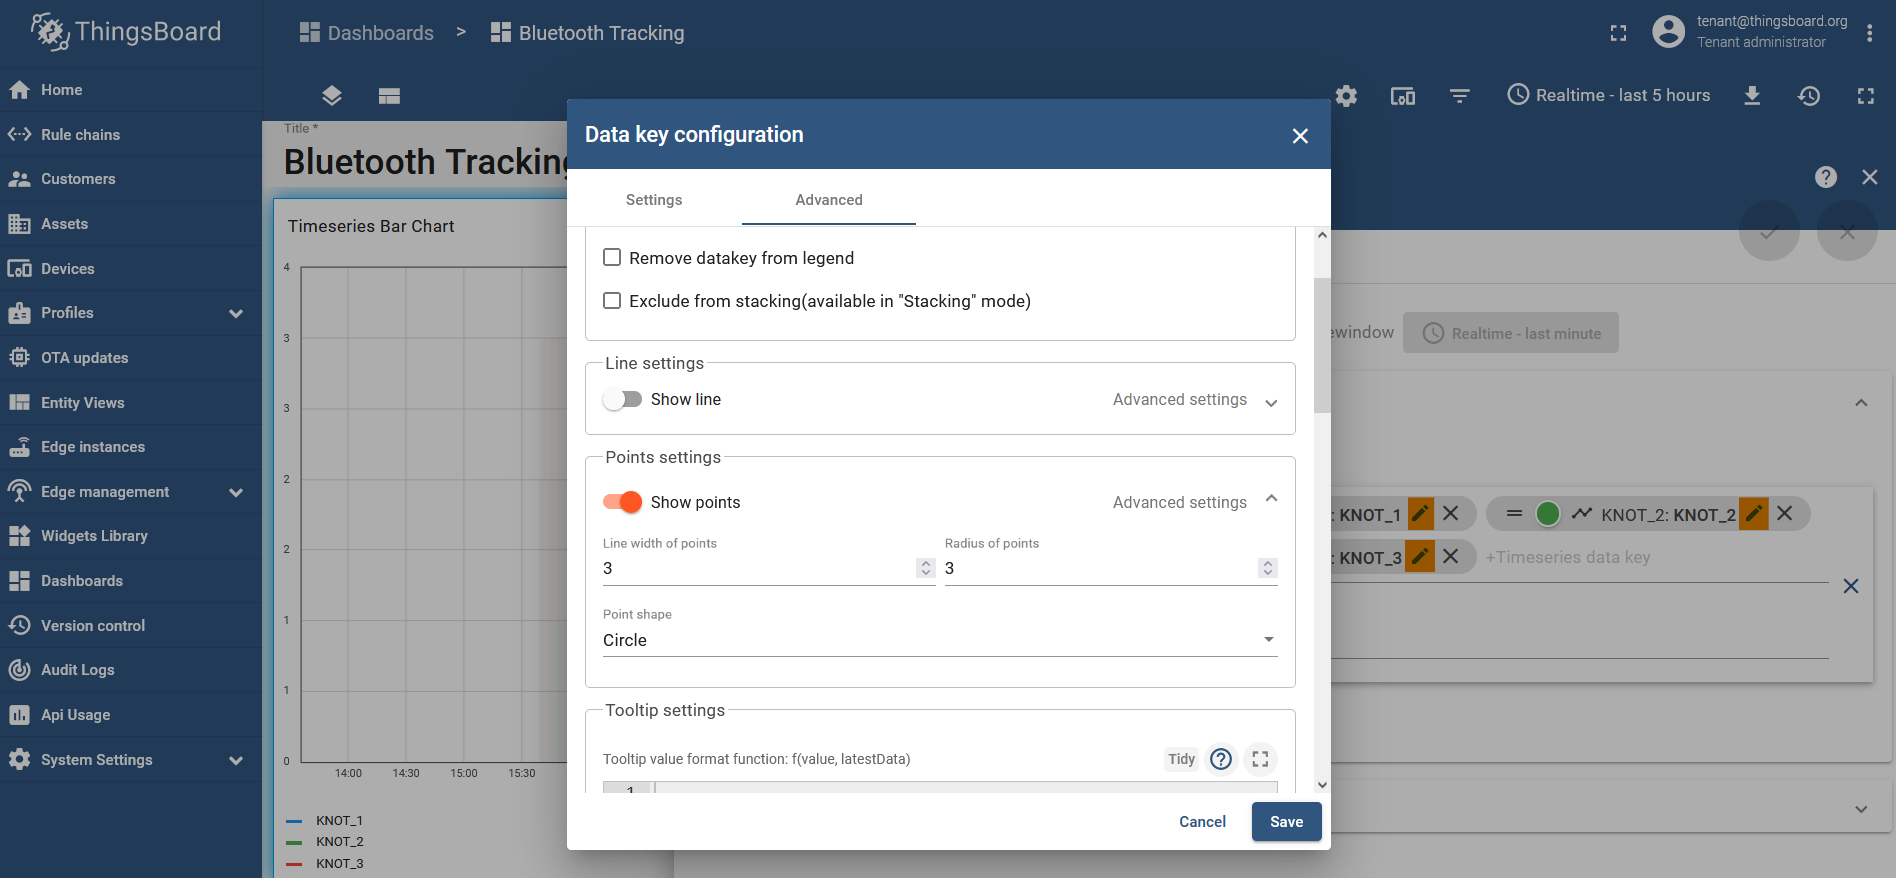 ThingsBoard
Dashboards > Bluetooth Tracking
tenant@thingsboard.org
Tenant administrator
Home
Rule chains
Customers
Assets
Devices
Profiles
OTA updates
Entity Views
Edge instances
Edge management
Widgets Library
Dashboards
Version control
Audit Logs
Api Usage
System Settings
Realtime - last 5 hours
Title *
Bluetooth Tracking
Timeseries Bar Chart
4
3
3
2
2
1
1
0
14:00 14:30 15:00 15:30
KNOT_1
KNOT_2
KNOT_3
Data key configuration
Settings Advanced
Remove datakey from legend
Exclude from stacking(available in "Stacking" mode)
Line settings
Show line Advanced settings
Points settings
Show points Advanced settings
Line width of points Radius of points
3 3
Point shape
Circle
Tooltip settings
Tooltip value format function: f(value, latestData) Tidy
1
Cancel Save
ewindow Realtime - last minute
: KNOT_1 KNOT_2: KNOT_2
: KNOT_3 +Timeseries data key